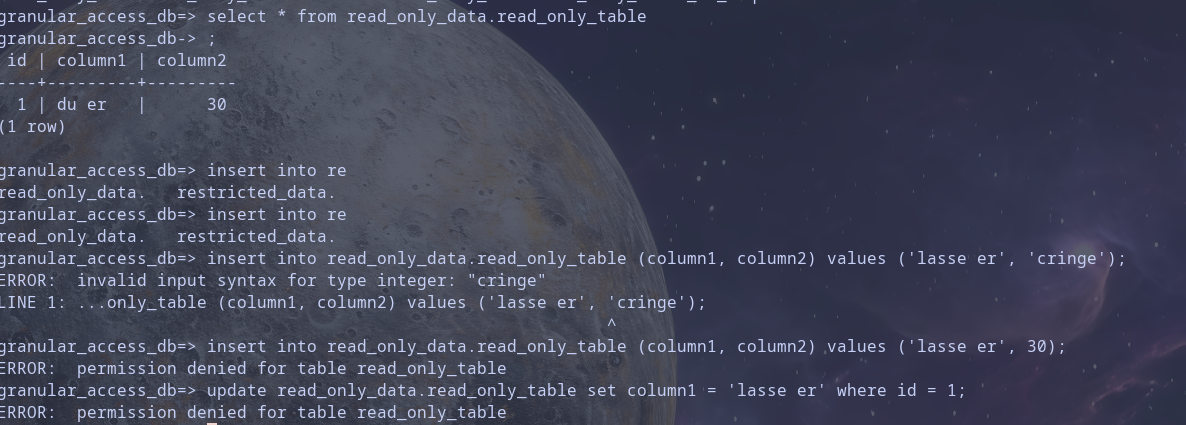 granular_access_db=> select * from read_only_data.read_only_table
granular_access_db-> ;
 id | column1 | column2
----+---------+---------
  1 | du er   |      30
(1 row)

granular_access_db=> insert into re
read_only_data.   restricted_data.
granular_access_db=> insert into re
read_only_data.   restricted_data.
granular_access_db=> insert into read_only_data.read_only_table (column1, column2) values ('lasse er', 'cringe');
ERROR:  invalid input syntax for type integer: "cringe"
LINE 1: ...only_table (column1, column2) values ('lasse er', 'cringe');
                                                             ^
granular_access_db=> insert into read_only_data.read_only_table (column1, column2) values ('lasse er', 30);
ERROR:  permission denied for table read_only_table
granular_access_db=> update read_only_data.read_only_table set column1 = 'lasse er' where id = 1;
ERROR:  permission denied for table read_only_table